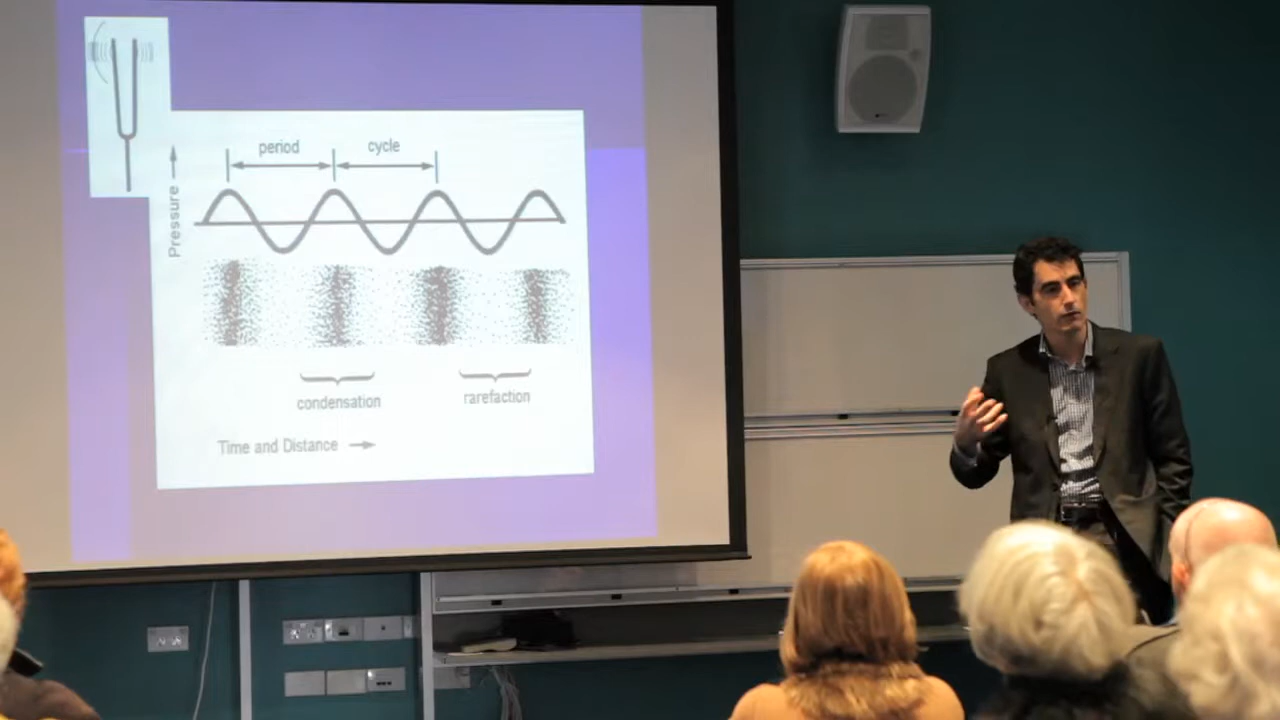 period
cycle
Pressure
condensation
rarefaction
Time and Distance